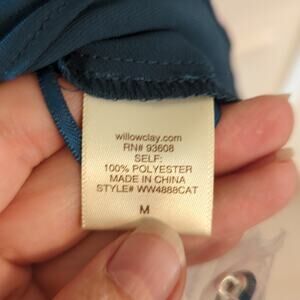 willowclay.com
RN# 93608
SELF:
100% POLYESTER
MADE IN CHINA
STYLE# WW4888CAT
M